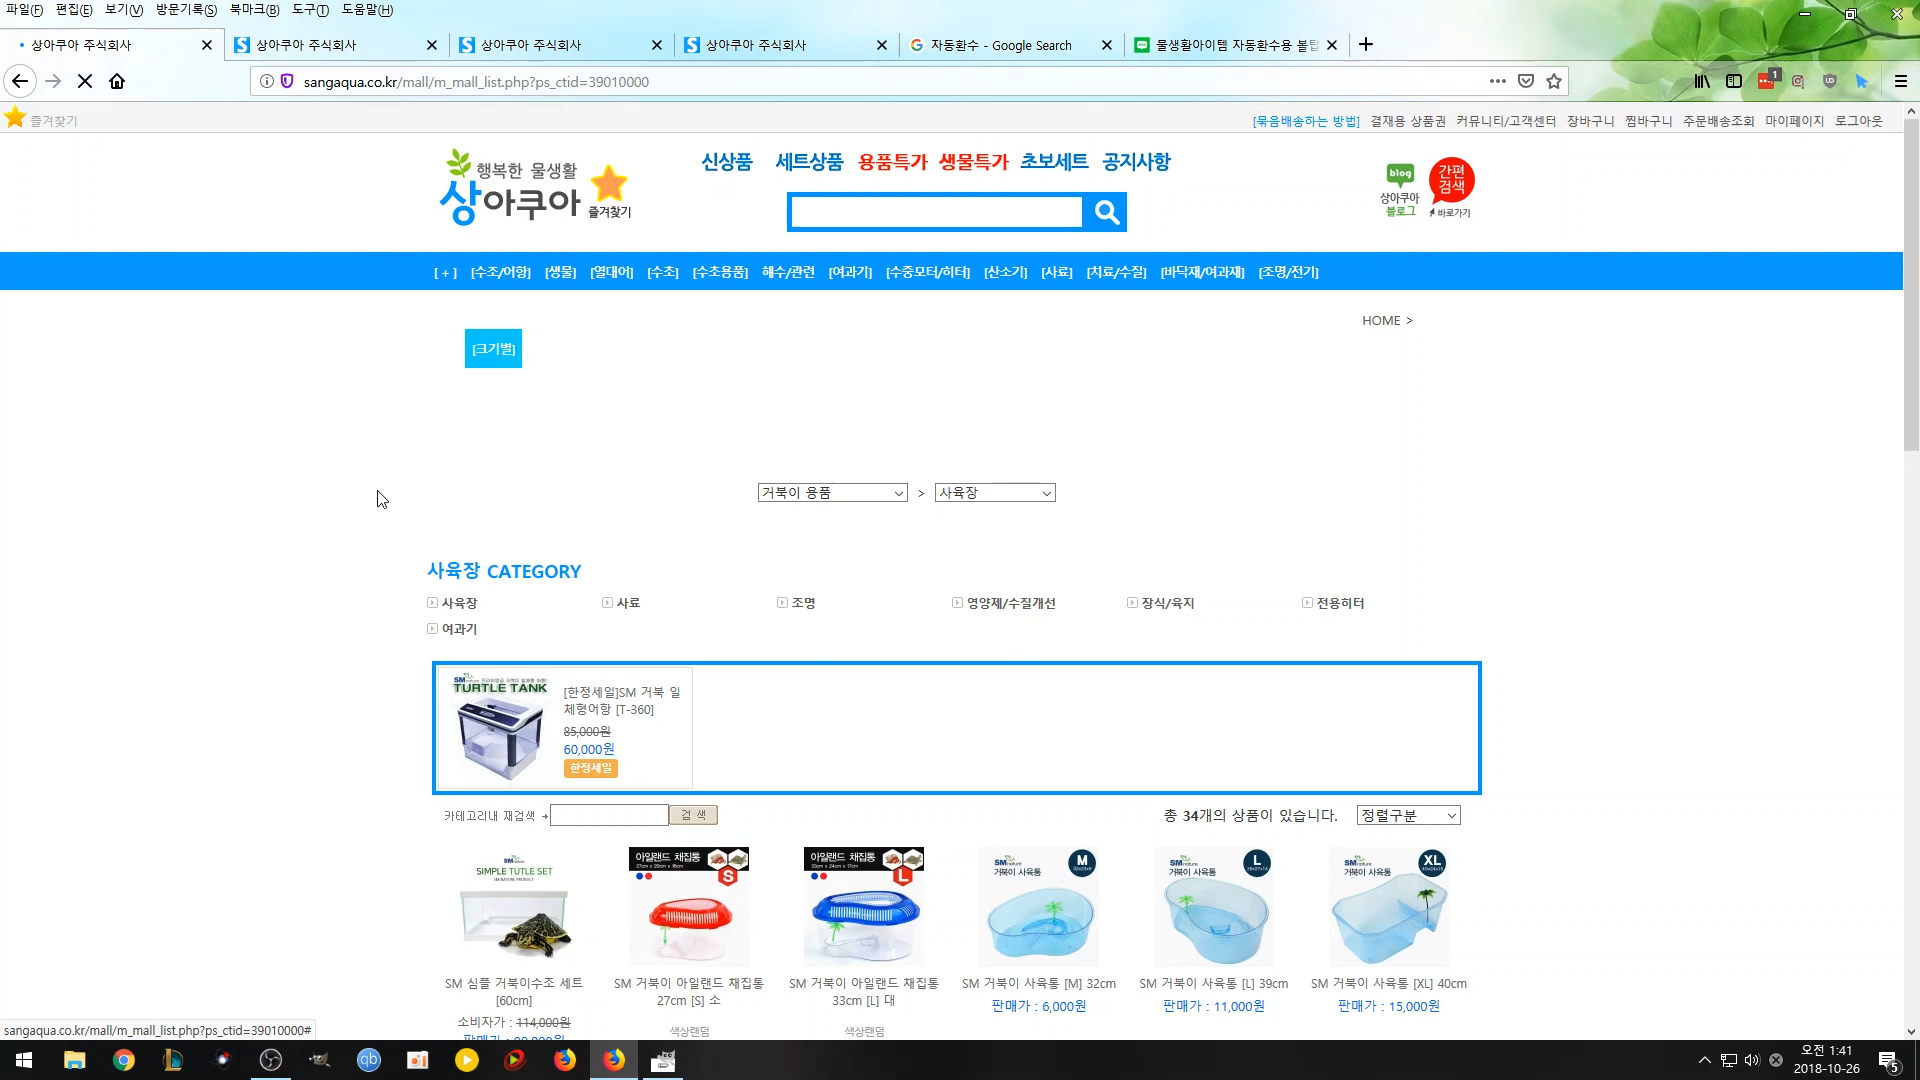 파일(F) 편집(E) 보기(V) 방문기록(S) 북마크(B) 도구(T) 도움말(H)
상아쿠아 주식회사
상아쿠아 주식회사
상아쿠아 주식회사
상아쿠아 주식회사
자동환수 - Google Search
물생활아이템 자동환수용 볼탑
sangaqua.co.kr/mall/m_mall_list.php?ps_ctid=39010000
1
즐겨찾기
[묶음배송하는 방법] 결재용 상품권 커뮤니티/고객센터 장바구니 찜바구니 주문배송조회 마이페이지 로그아웃
행복한 물생활
상아쿠아
즐겨찾기
신상품 세트상품 용품특가 생물특가 초보세트 공지사항
blog
상아쿠아
블로그
간편
검색
바로가기
[ + ] [수조/어항] [생물] [열대어] [수초] [수초용품] 해수/관련 [여과기] [수중모터/히터] [산소기] [사료] [치료/수질] [바닥재/여과재] [조명/전기]
HOME >
[크기별]
거북이 용품 > 사육장
사육장 CATEGORY
사육장 사료 조명 영양제/수질개선 장식/육지 전용히터
여과기
TURTLE TANK
[한정세일]SM 거북 일
체형어항 [T-360]
85,000원
60,000원
한정세일
카테고리내 재검색 검 색
총 34개의 상품이 있습니다. 정렬구분
SM nature
SIMPLE TUTLE SET
SM-NATURE PRODUCT
아일랜드 채집통
S
아일랜드 채집통
L
SM nature
거북이 사육통
M
SM nature
거북이 사육통
L
SM nature
거북이 사육통
XL
SM 심플 거북이수조 세트
[60cm]
소비자가 : 114,000원
SM 거북이 아일랜드 채집통
27cm [S] 소
색상랜덤
SM 거북이 아일랜드 채집통
33cm [L] 대
색상랜덤
SM 거북이 사육통 [M] 32cm
판매가 : 6,000원
SM 거북이 사육통 [L] 39cm
판매가 : 11,000원
SM 거북이 사육통 [XL] 40cm
판매가 : 15,000원
sangaqua.co.kr/mall/m_mall_list.php?ps_ctid=39010000#
qb
오전 1:41
2018-10-26
5